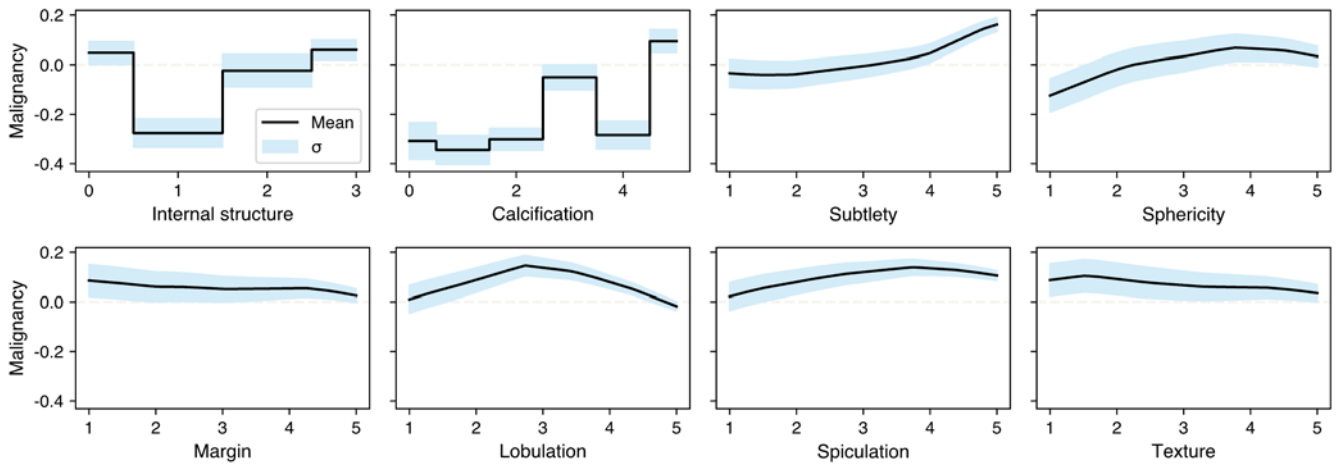 Malignancy
0.2
0.0
-0.2
-0.4
Mean
σ
0 1 2 3
Internal structure
0 2 4
Calcification
1 2 3 4 5
Subtlety
1 2 3 4 5
Sphericity
Malignancy
0.2
0.0
-0.2
-0.4
1 2 3 4 5
Margin
1 2 3 4 5
Lobulation
1 2 3 4 5
Spiculation
1 2 3 4 5
Texture